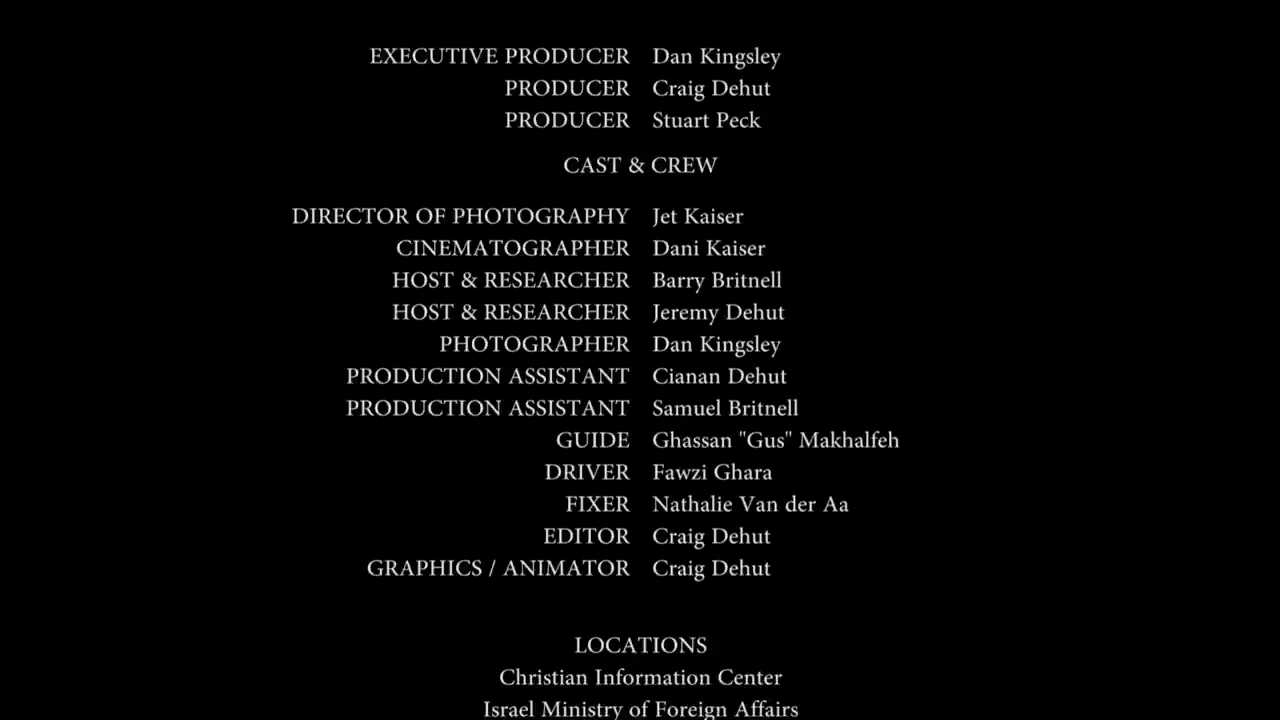 EXECUTIVE PRODUCER Dan Kingsley
PRODUCER Craig Dehut
PRODUCER Stuart Peck
CAST & CREW
DIRECTOR OF PHOTOGRAPHY Jet Kaiser
CINEMATOGRAPHER Dani Kaiser
HOST & RESEARCHER Barry Britnell
HOST & RESEARCHER Jeremy Dehut
PHOTOGRAPHER Dan Kingsley
PRODUCTION ASSISTANT Cianan Dehut
PRODUCTION ASSISTANT Samuel Britnell
GUIDE Ghassan "Gus" Makhalfeh
DRIVER Fawzi Ghara
FIXER Nathalie Van der Aa
EDITOR Craig Dehut
GRAPHICS / ANIMATOR Craig Dehut
LOCATIONS
Christian Information Center
Israel Ministry of Foreign Affairs